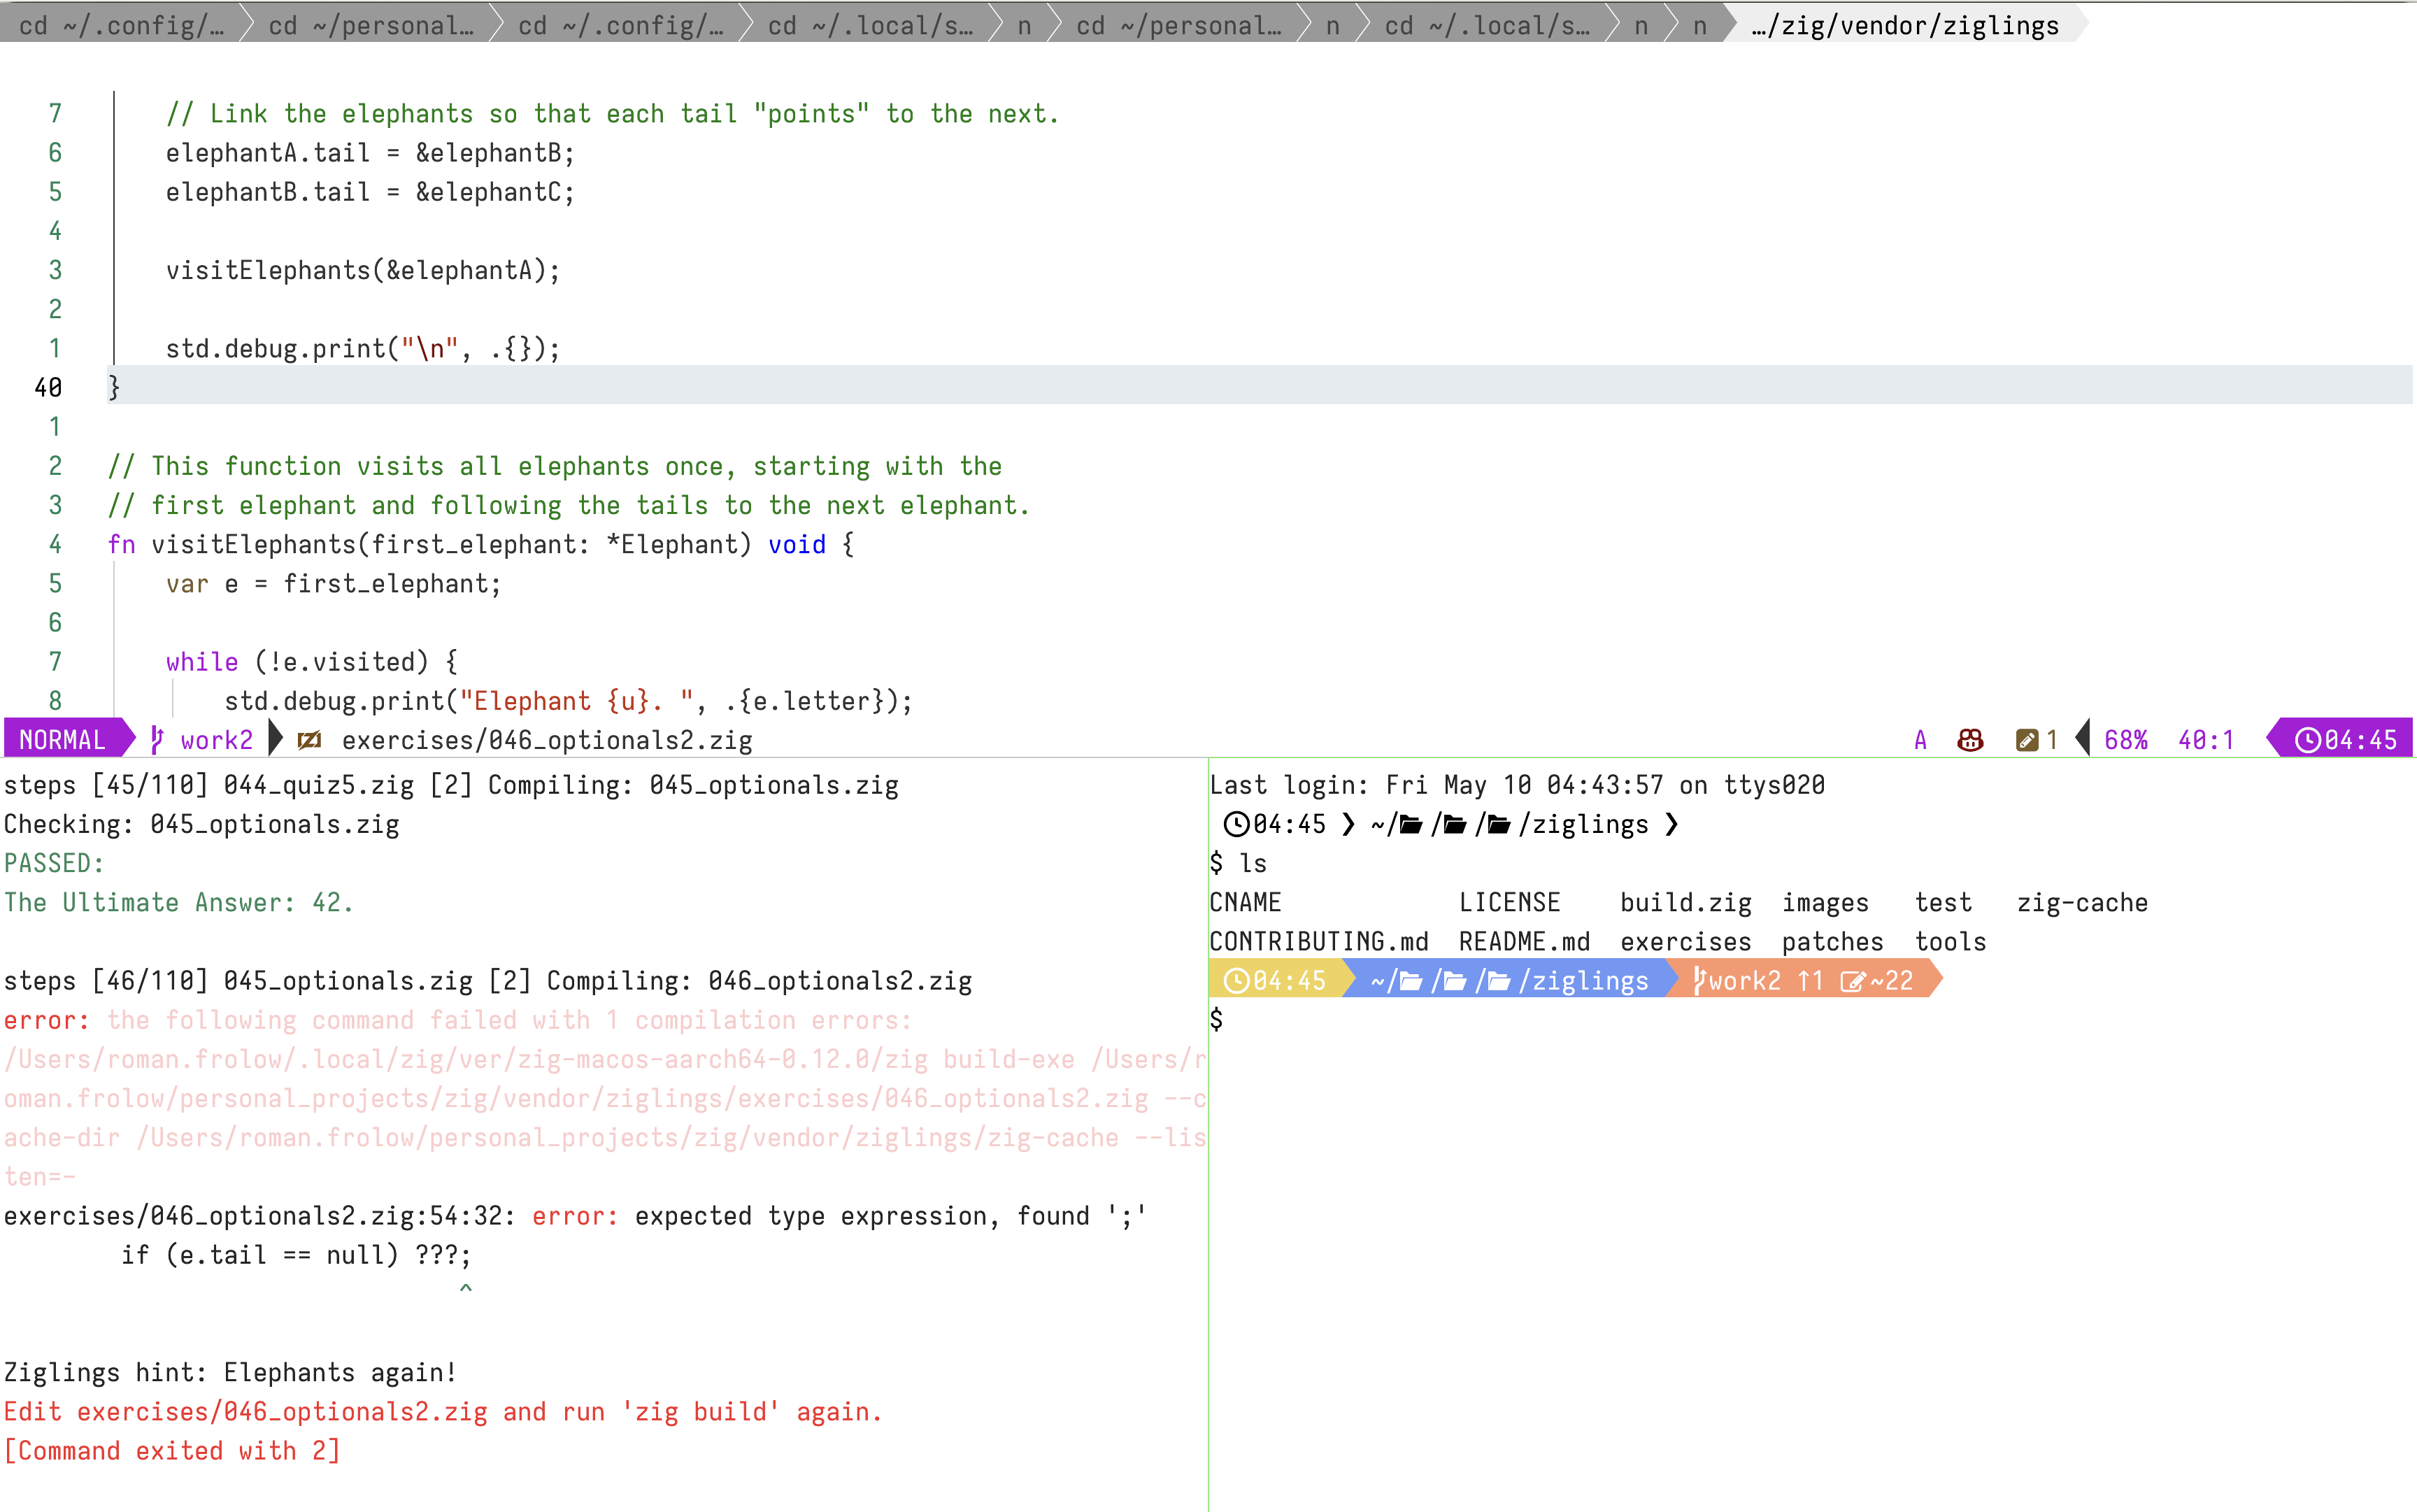 cd ~/.config/… cd ~/personal… cd ~/.config/… cd ~/.local/s… n cd ~/personal… n cd ~/.local/s… n n …/zig/vendor/ziglings
7 // Link the elephants so that each tail "points" to the next.
6 elephantA.tail = &elephantB;
5 elephantB.tail = &elephantC;
4
3 visitElephants(&elephantA);
2
1 std.debug.print("\n", .{});
40 }
1
2 // This function visits all elephants once, starting with the
3 // first elephant and following the tails to the next elephant.
4 fn visitElephants(first_elephant: *Elephant) void {
5 var e = first_elephant;
6
7 while (!e.visited) {
8 std.debug.print("Elephant {u}. ", .{e.letter});
NORMAL work2 exercises/046_optionals2.zig A 1 68% 40:1 04:45
steps [45/110] 044_quiz5.zig [2] Compiling: 045_optionals.zig
Checking: 045_optionals.zig
PASSED:
The Ultimate Answer: 42.
steps [46/110] 045_optionals.zig [2] Compiling: 046_optionals2.zig
error: the following command failed with 1 compilation errors:
/Users/roman.frolow/.local/zig/ver/zig-macos-aarch64-0.12.0/zig build-exe /Users/r
oman.frolow/personal_projects/zig/vendor/ziglings/exercises/046_optionals2.zig --c
ache-dir /Users/roman.frolow/personal_projects/zig/vendor/ziglings/zig-cache --lis
ten=-
exercises/046_optionals2.zig:54:32: error: expected type expression, found ';'
if (e.tail == null) ???;
^
Ziglings hint: Elephants again!
Edit exercises/046_optionals2.zig and run 'zig build' again.
[Command exited with 2]
Last login: Fri May 10 04:43:57 on ttys020
04:45 ❯ ~/ / / /ziglings ❯
$ ls
CNAME LICENSE build.zig images test zig-cache
CONTRIBUTING.md README.md exercises patches tools
04:45 ~/ / / /ziglings work2 ↑1 ~22
$